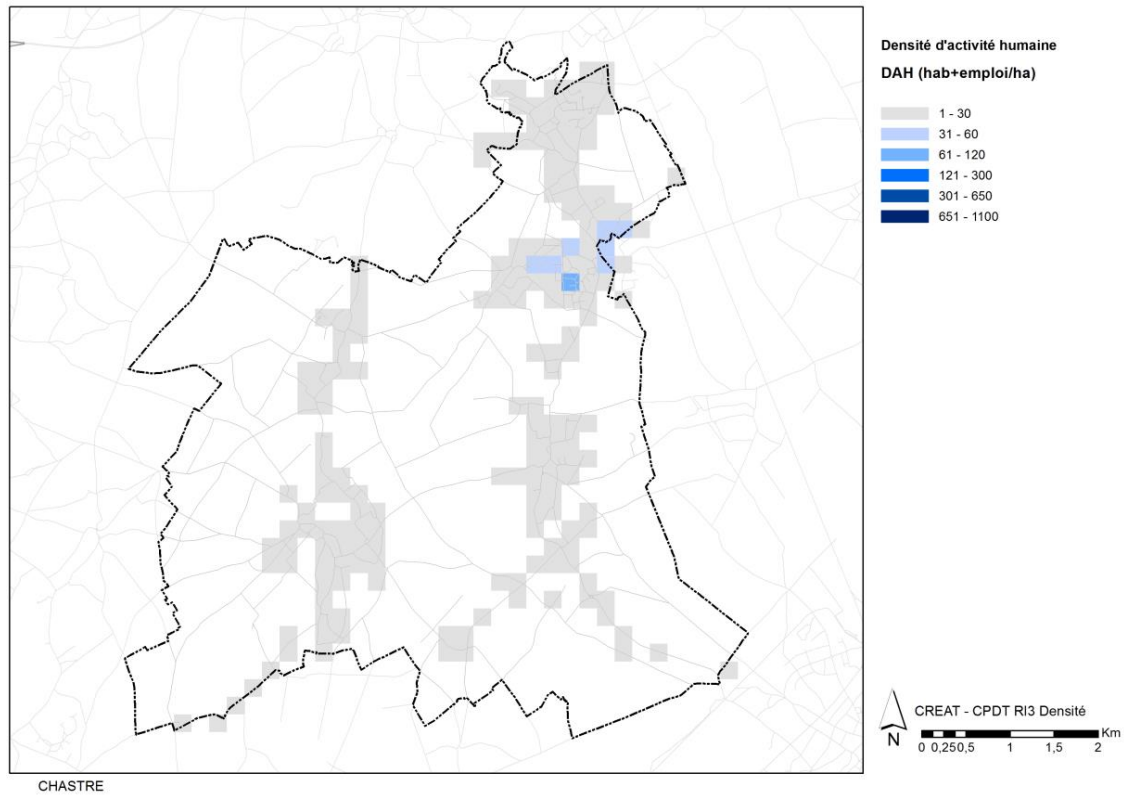 Densité d'activité humaine
DAH (hab+emploi/ha)
1 - 30
31 - 60
61 - 120
121 - 300
301 - 650
651 - 1100
CREAT - CPDT RI3 Densité
N
0 0,250,5 1 1,5 2 Km
CHASTRE